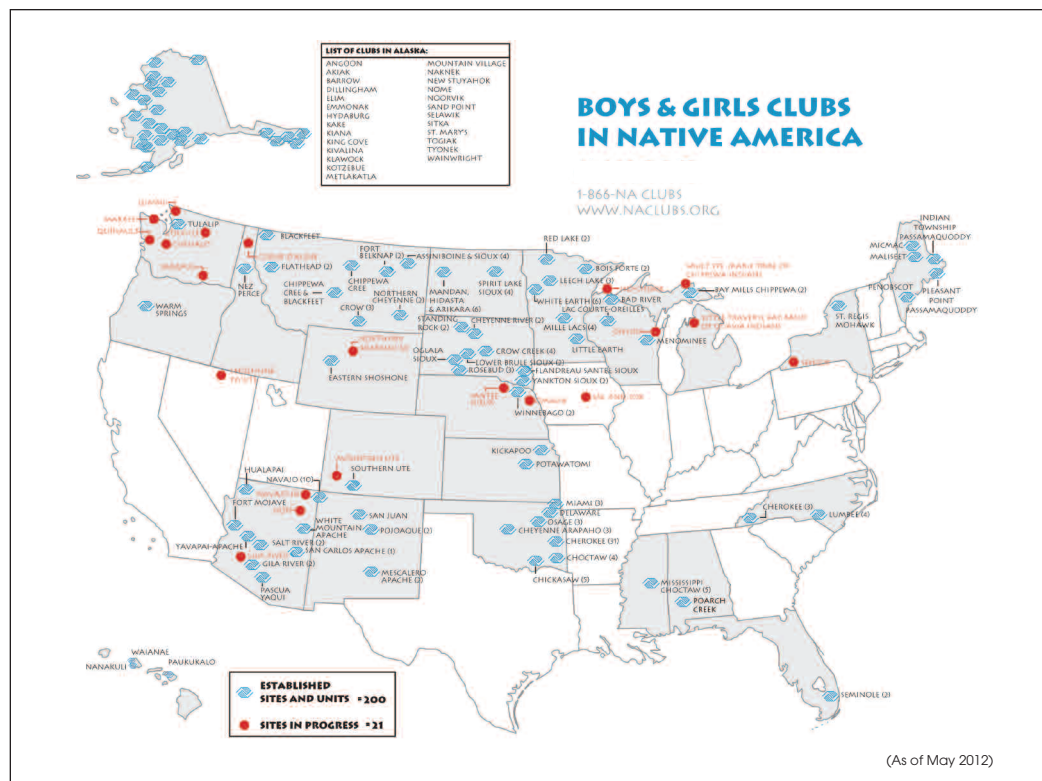 LIST OF CLUBS IN ALASKA:
ANGOON
AKIAK
BARROW
DILLINGHAM
ELIM
EMMONAK
HYDABURG
KAKE
KIANA
KING COVE
KIVALINA
KLAWOCK
KOTZEBUE
METLAKATLA
MOUNTAIN VILLAGE
NAKNEK
NEW STUYAHOK
NOME
NOORVIK
SAND POINT
SELAWIK
SITKA
ST. MARY'S
TOGIAK
TYONEK
WAINWRIGHT
BOYS & GIRLS CLUBS
IN NATIVE AMERICA
1-866-NA CLUBS
WWW.NACLUBS.ORG
TULALIP
BLACKFEET
FLATHEAD (2)
NEZ
PERCE
WARM
SPRINGS
FORT
BELKNAP (2)
ASSINIBOINE & SIOUX (4)
CHIPPEWA
CREE &
BLACKFEET
CHIPPEWA
CREE
NORTHERN
CHEYENNE (2)
CROW (3)
MANDAN,
HIDASTA
& ARIKARA (6)
SPIRIT LAKE
SIOUX (4)
STANDING
ROCK (2)
CHEYENNE RIVER (2)
OGLALA
SIOUX
CROW CREEK (4)
LOWER BRULE SIOUX (2)
ROSEBUD (3)
FLANDREAU SANTEE SIOUX
YANKTON SIOUX (2)
WINNEBAGO (2)
EASTERN SHOSHONE
RED LAKE (2)
BOIS FORTE (2)
LEECH LAKE (3)
WHITE EARTH (6)
BAD RIVER
LAC COURTE-OREILLES
MILLE LACS (4)
LITTLE EARTH
MENOMINEE
BAY MILLS CHIPPEWA (2)
INDIAN
TOWNSHIP
PASSAMAQUODDY
MICMAC
MALISEET
PENOBSCOT
PLEASANT
POINT
PASSAMAQUODDY
ST. REGIS
MOHAWK
KICKAPOO
POTAWATOMI
HUALAPAI
NAVAJO (10)
SOUTHERN UTE
FORT MOJAVE
YAVAPAI-APACHE
SALT RIVER (2)
WHITE
MOUNTAIN
APACHE
SAN CARLOS APACHE (1)
GILA RIVER (2)
PASCUA
YAQUI
SAN JUAN
POJOAQUE (2)
MESCALERO
APACHE (2)
MIAMI (3)
DELAWARE
OSAGE (3)
CHEYENNE ARAPAHO (3)
CHEROKEE (31)
CHOCTAW (4)
CHICKASAW (5)
CHEROKEE (3)
LUMBEE (4)
MISSISSIPPI
CHOCTAW (5)
POARCH
CREEK
SEMINOLE (2)
WAIANAE
NANAKULI
PAUKUKALO
ESTABLISHED
SITES AND UNITS =200
SITES IN PROGRESS =21
(As of May 2012)